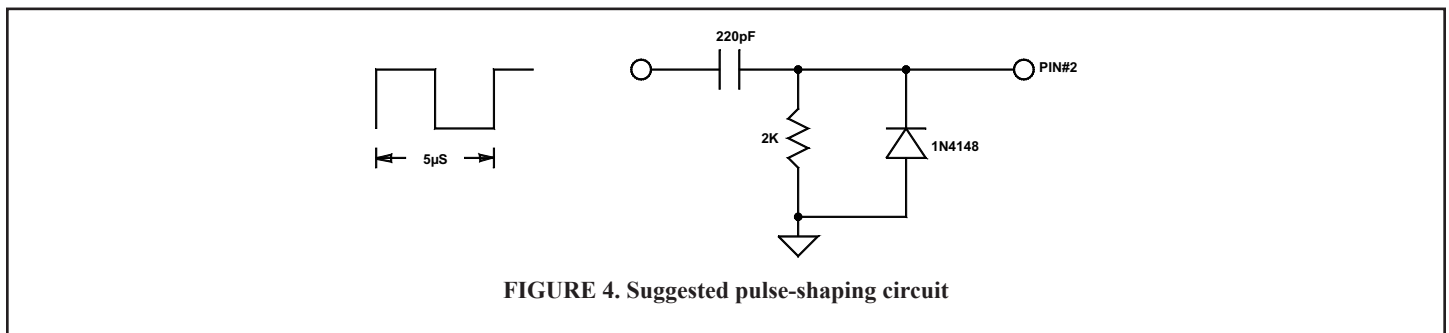 220pF
PIN#2
2K
1N4148
5µS
FIGURE 4. Suggested pulse-shaping circuit